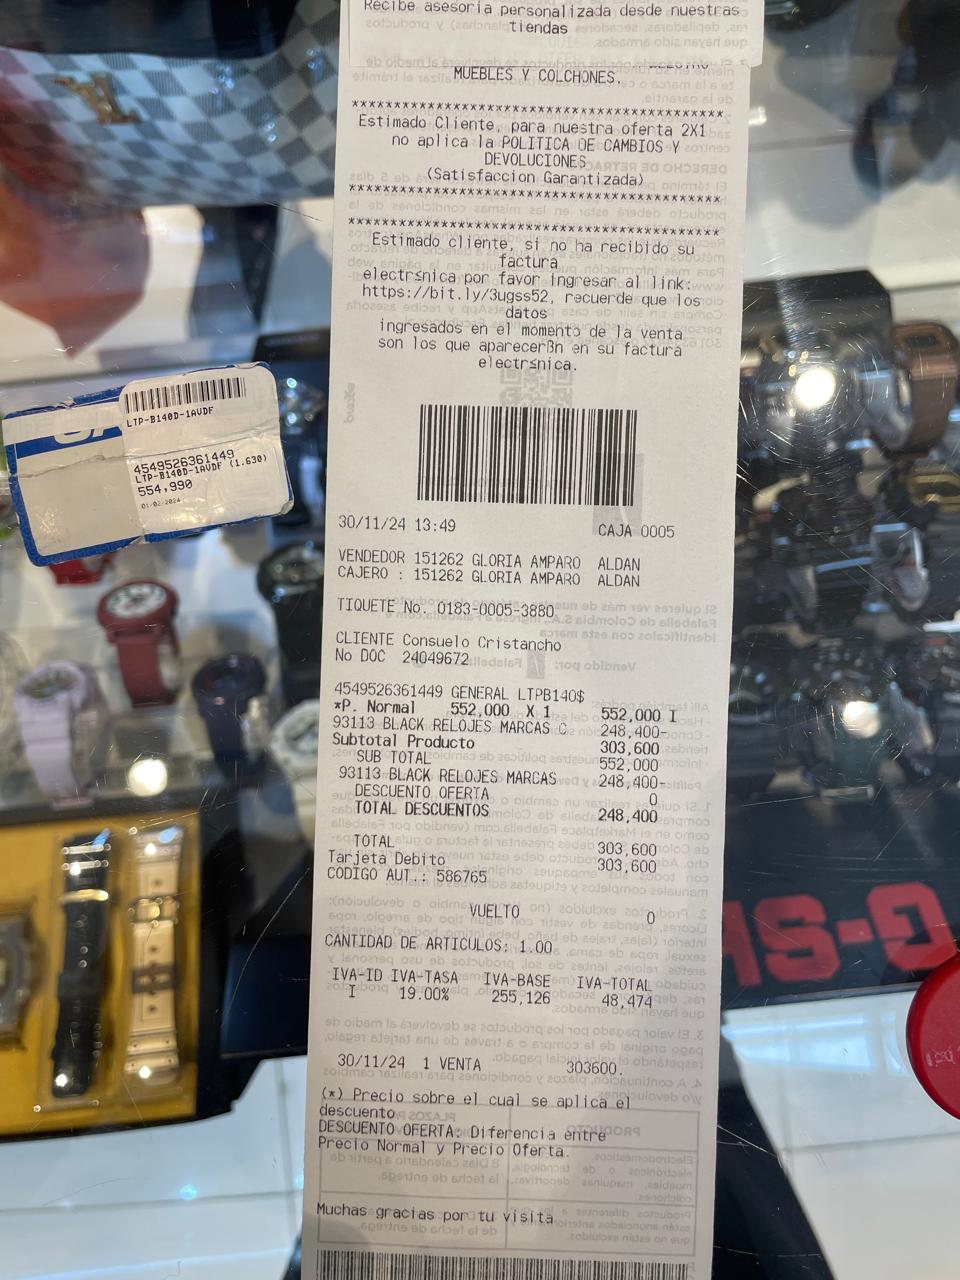 Recibe asesoría personalizada desde nuestras
tiendas
MUEBLES Y COLCHONES.
********************************************
Estimado Cliente, para nuestra oferta 2X1
no aplica la POLITICA DE CAMBIOS Y
DEVOLUCIONES
(Satisfaccion Garantizada)
********************************************
********************************************
Estimado cliente, si no ha recibido su
factura
electr≤nica por favor ingresar al link:
https://bit.ly/3ugss52, recuerde que los
datos
ingresados en el momento de la venta
son los que aparecerßn en su factura
electr≤nica.
30/11/24 13:49 CAJA 0005
VENDEDOR 151262 GLORIA AMPARO ALDAN
CAJERO : 151262 GLORIA AMPARO ALDAN
TIQUETE No. 0183-0005-3880
CLIENTE Consuelo Cristancho
No DOC 24049672
4549526361449 GENERAL LTPB140$
*P. Normal 552,000 X 1 552,000 I
93113 BLACK RELOJES MARCAS C 248,400-
Subtotal Producto 303,600
SUB TOTAL 552,000
93113 BLACK RELOJES MARCAS 248,400-
DESCUENTO OFERTA 0
TOTAL DESCUENTOS 248,400
TOTAL 303,600
Tarjeta Debito 303,600
CODIGO AUT.: 586765
VUELTO 0
CANTIDAD DE ARTICULOS: 1.00
IVA-ID IVA-TASA IVA-BASE IVA-TOTAL
I 19.00% 255,126 48,474
30/11/24 1 VENTA 303600.
(*) Precio sobre el cual se aplica el
descuento
DESCUENTO OFERTA: Diferencia entre
Precio Normal y Precio Oferta.
Muchas gracias por tu visita
LTP-B140D-1AVDF
4549526361449
LTP-B140D-1AVDF (1.630)
554,990
01/02/2024
G-SH